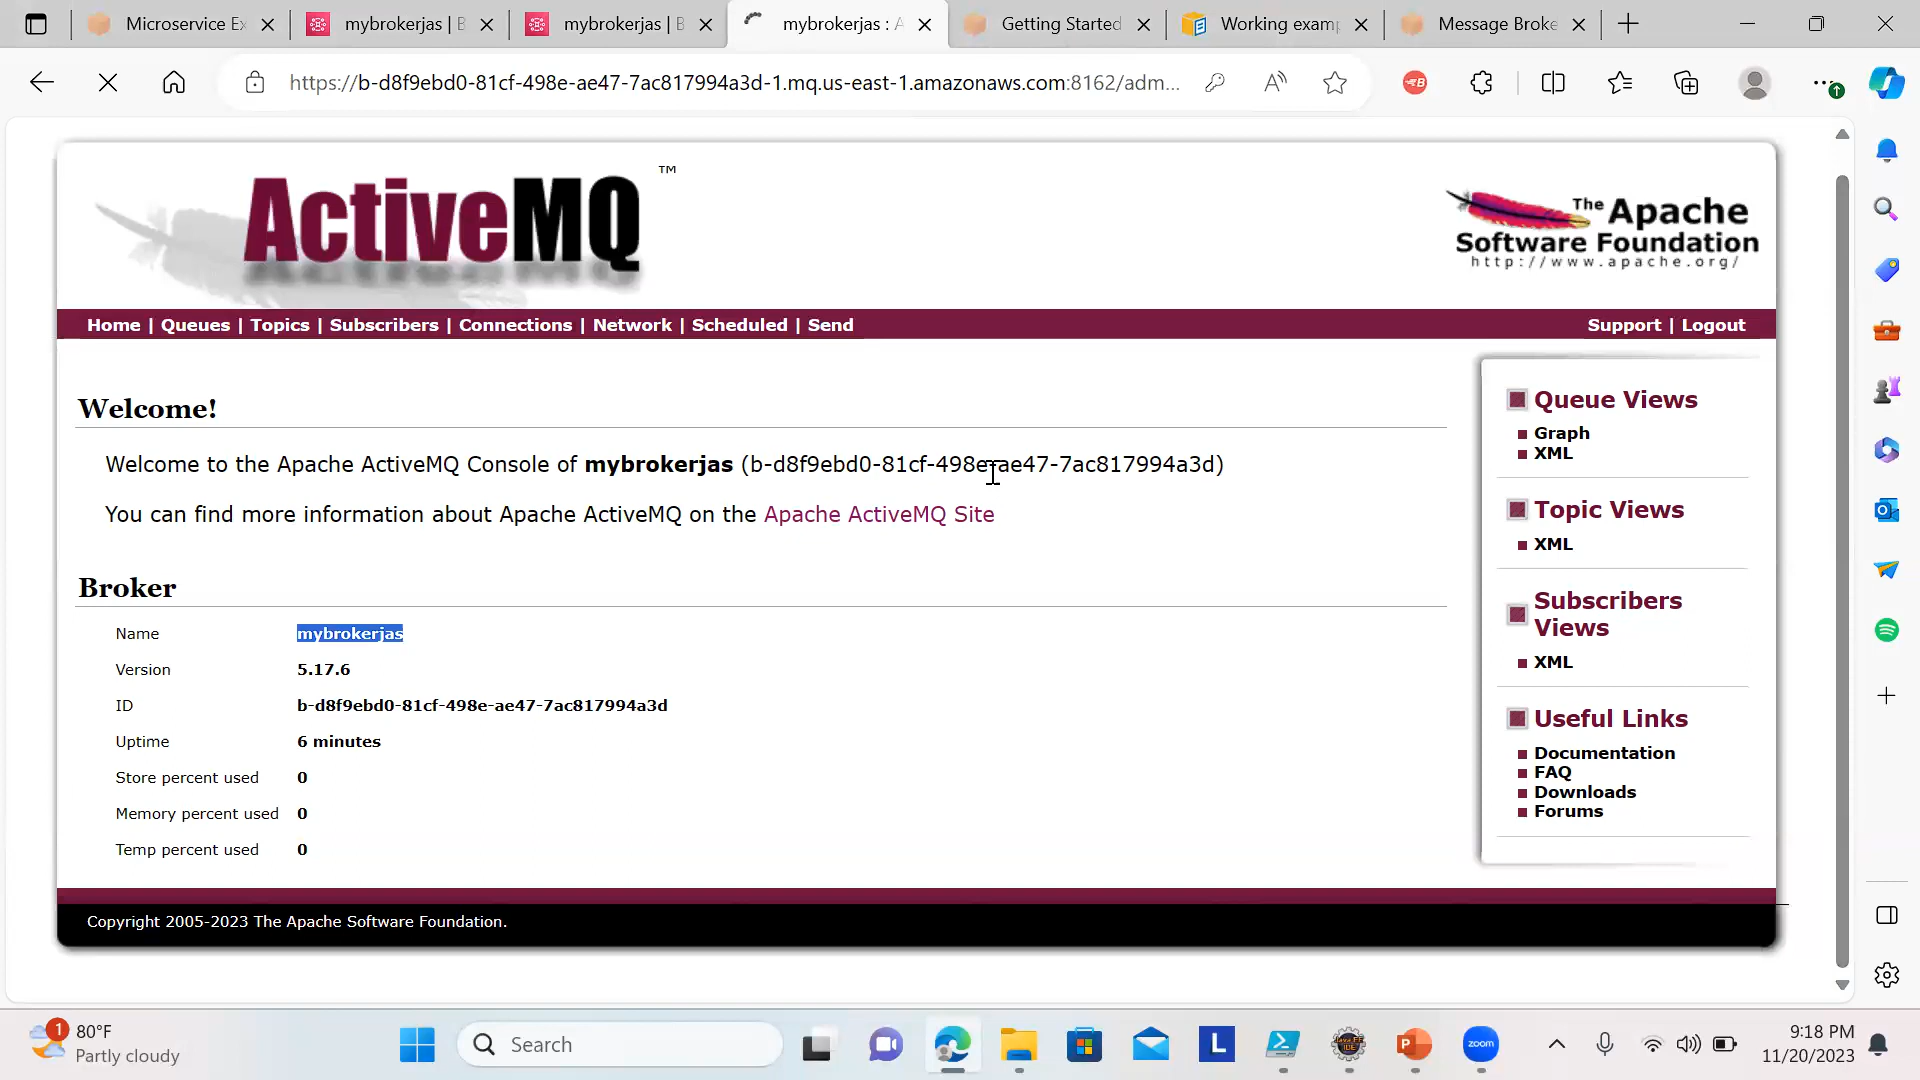 Microservice Ex
mybrokerjas | B
mybrokerjas | B
mybrokerjas : A
Getting Started
Working examp
Message Broke
https://b-d8f9ebd0-81cf-498e-ae47-7ac817994a3d-1.mq.us-east-1.amazonaws.com:8162/adm...
ActiveMQ ™
The Apache
Software Foundation
http://www.apache.org/
Home | Queues | Topics | Subscribers | Connections | Network | Scheduled | Send
Support | Logout
Welcome!
Welcome to the Apache ActiveMQ Console of mybrokerjas (b-d8f9ebd0-81cf-498e-ae47-7ac817994a3d)
You can find more information about Apache ActiveMQ on the Apache ActiveMQ Site
Broker
Name mybrokerjas
Version 5.17.6
ID b-d8f9ebd0-81cf-498e-ae47-7ac817994a3d
Uptime 6 minutes
Store percent used 0
Memory percent used 0
Temp percent used 0
Queue Views
Graph
XML
Topic Views
XML
Subscribers
Views
XML
Useful Links
Documentation
FAQ
Downloads
Forums
Copyright 2005-2023 The Apache Software Foundation.
1
80°F
Partly cloudy
Search
L
zoom
9:18 PM
11/20/2023